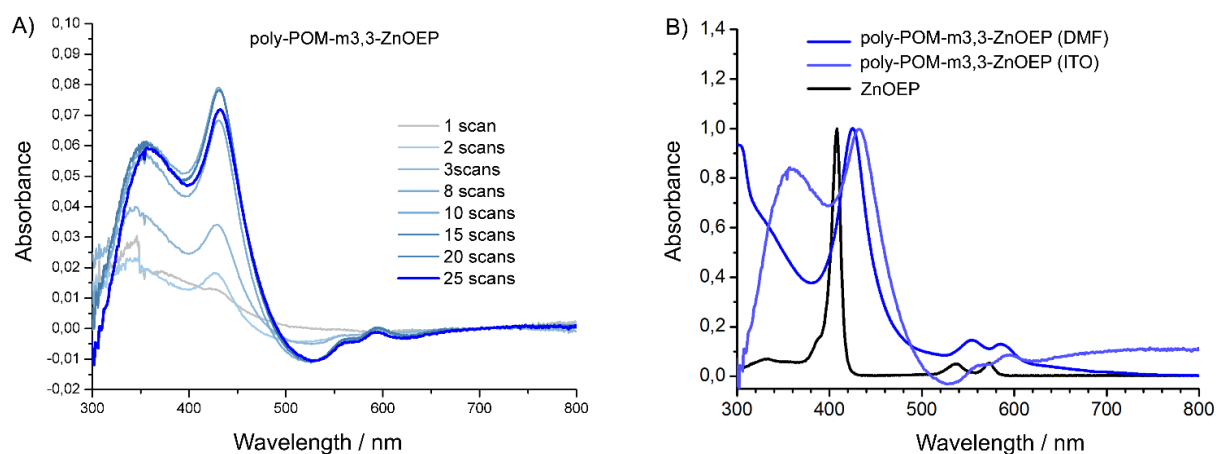 A)
poly-POM-m3,3-ZnOEP
0,10
0,09
0,08
0,07
0,06
0,05
0,04
0,03
0,02
0,01
0,00
-0,01
-0,02
Absorbance
1 scan
2 scans
3scans
8 scans
10 scans
15 scans
20 scans
25 scans
300 400 500 600 700 800
Wavelength / nm
B)
poly-POM-m3,3-ZnOEP (DMF)
poly-POM-m3,3-ZnOEP (ITO)
ZnOEP
1,4
1,2
1,0
0,8
0,6
0,4
0,2
0,0
Absorbance
300 400 500 600 700 800
Wavelength / nm